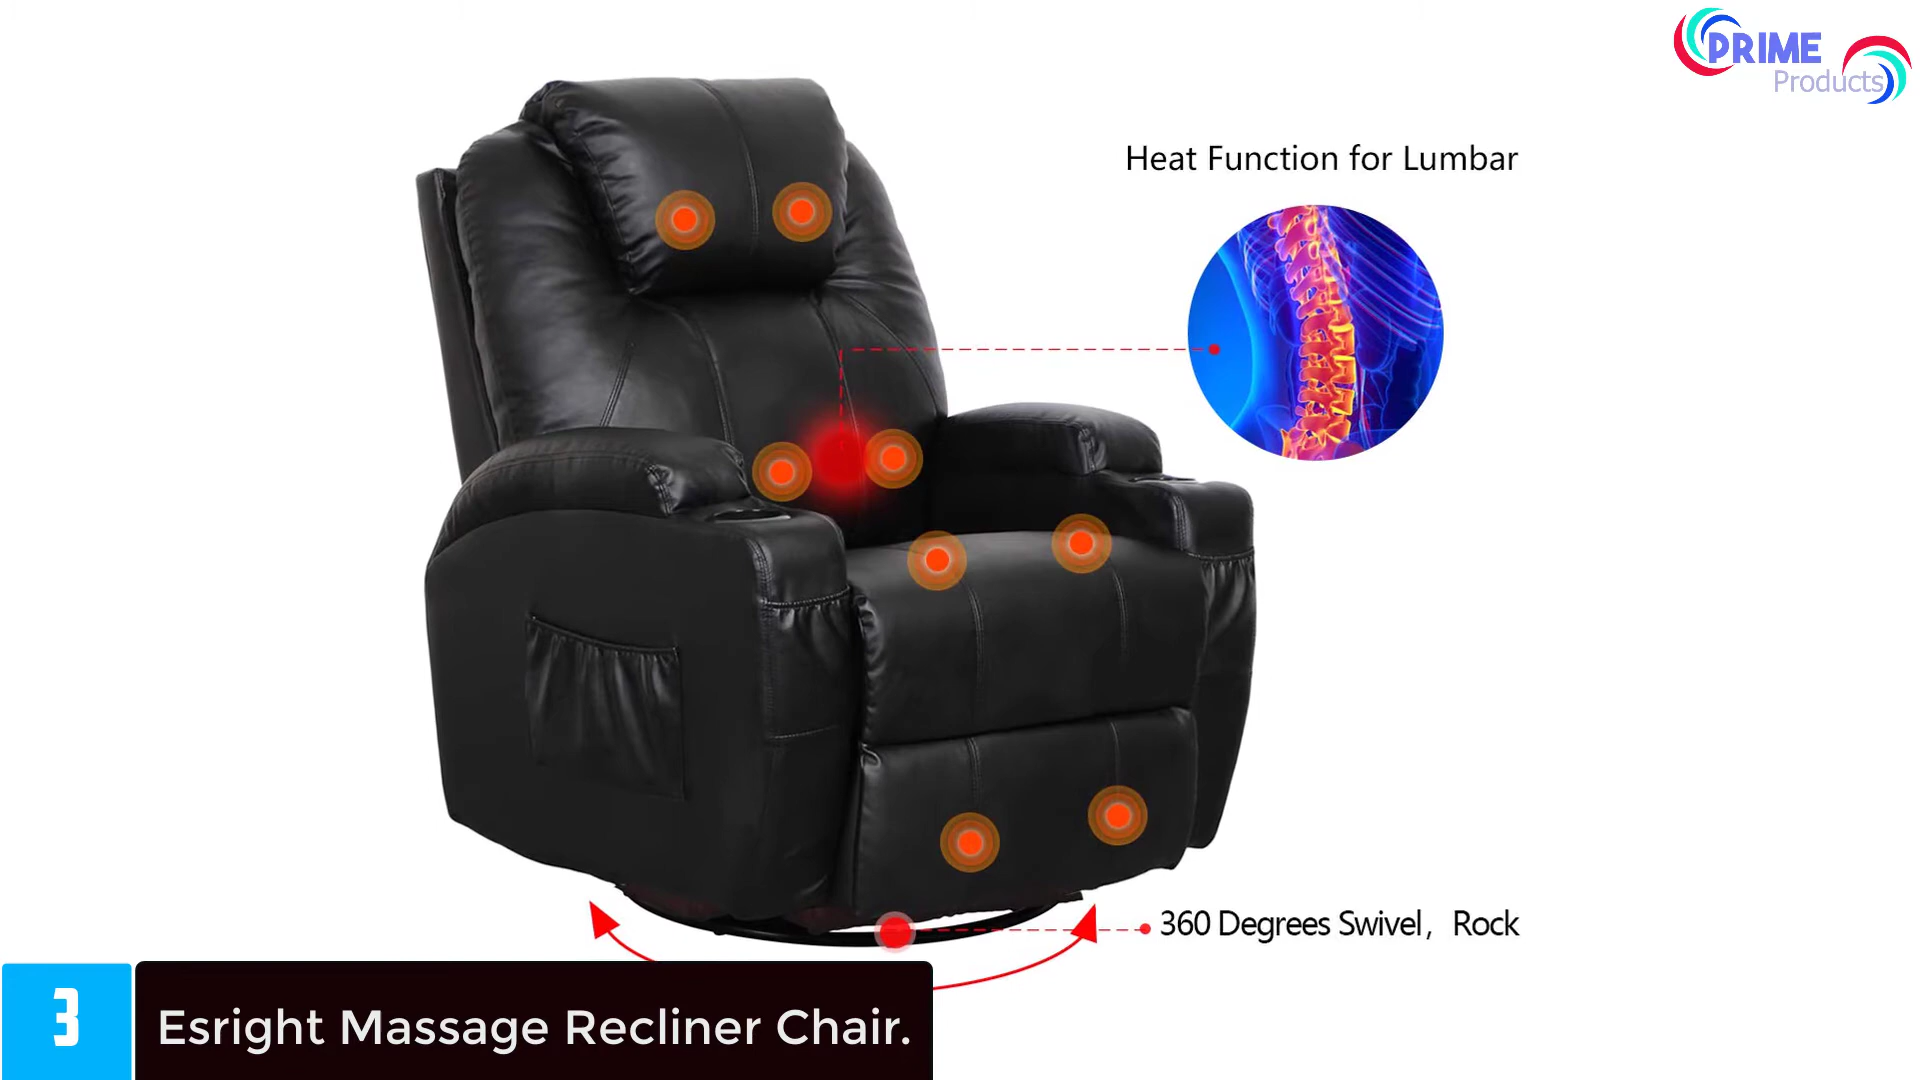 PRIME
Products
Heat Function for Lumbar
360 Degrees Swivel, Rock
3
Esright Massage Recliner Chair.